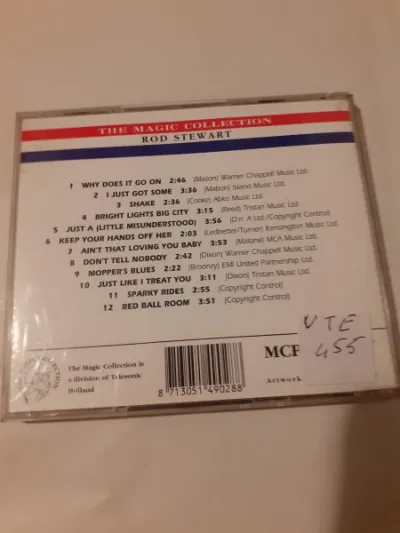 THE MAGIC COLLECTION
ROD STEWART
1 WHY DOES IT GO ON 2:46 (Mason) Warner Chappell Music Ltd.
2 I JUST GOT SOME 3:36 (Mabon) Island Music Ltd.
3 SHAKE 2:36 (Cooke) Abko Music Ltd.
4 BRIGHT LIGHTS BIG CITY 3:15 (Reed) Tristan Music Ltd.
5 JUST A (LITTLE MISUNDERSTOOD) 3:56 (D'r. A Ltd./Copyright Control)
6 KEEP YOUR HANDS OFF HER 2:03 (Ledbetter/Turner) Kensington Music Ltd.
7 AIN'T THAT LOVING YOU BABY 3:53 (Malone) MCA Music Ltd.
8 DON'T TELL NOBODY 2:42 (Dixon) Warner Chappell Music Ltd.
9 MOPPER'S BLUES 2:22 (Broonzy) EMI United Partnership Ltd.
10 JUST LIKE I TREAT YOU 3:11 (Dixon) Tristan Music Ltd.
11 SPARKY RIDES 2:55 (Copyright Control)
12 RED BALL ROOM 3:51 (Copyright Control)
The Magic Collection is
a division of Telesonic
Holland
8 713051 490288
MCF
Artwork
VTE
455